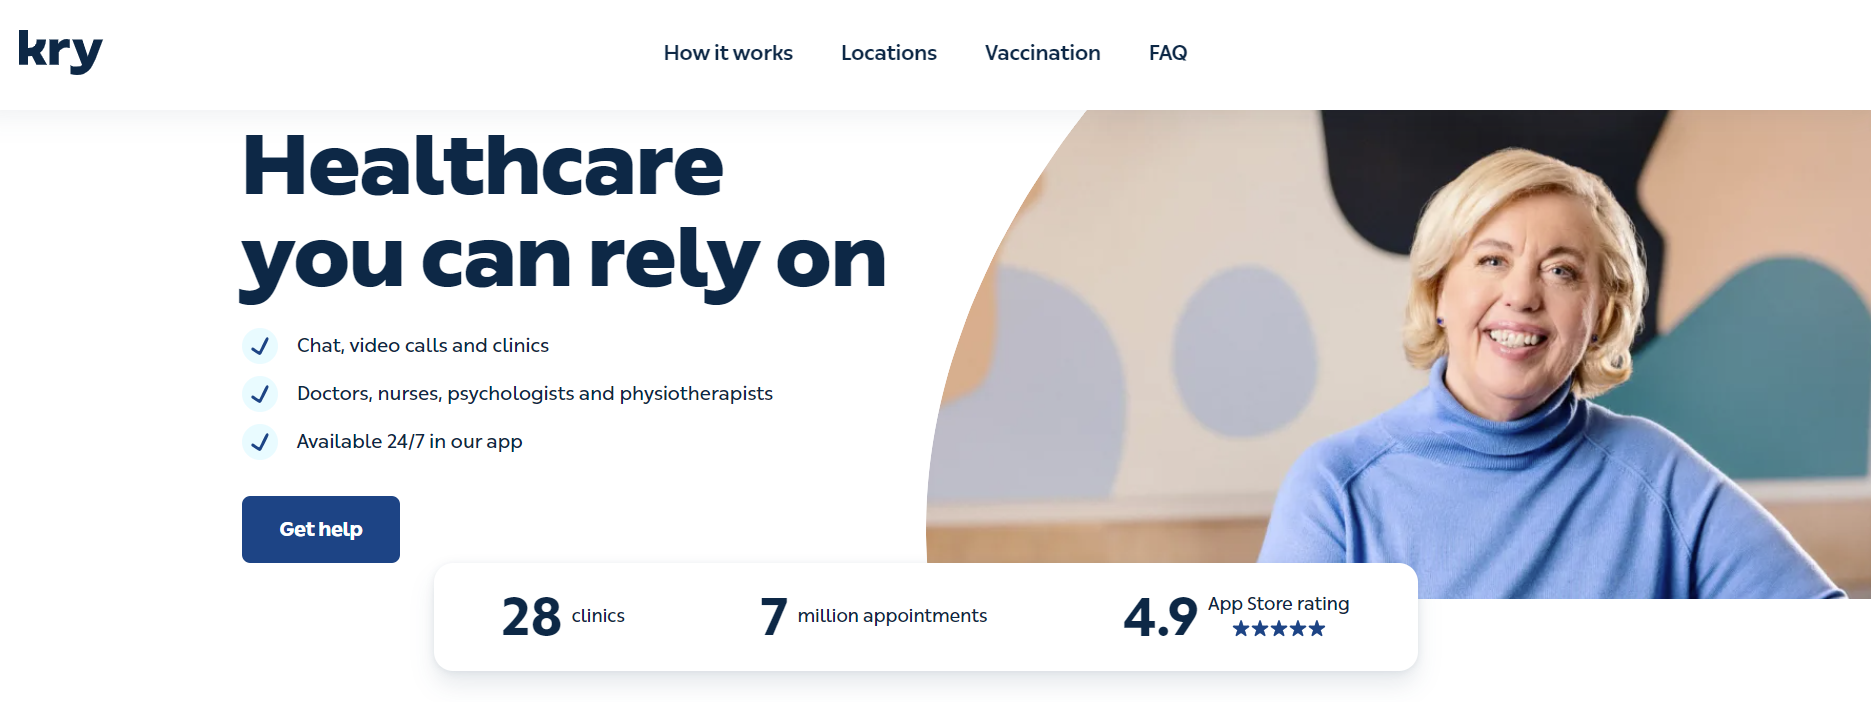 kry
How it works
Locations
Vaccination
FAQ
Healthcare
you can rely on
Chat, video calls and clinics
Doctors, nurses, psychologists and physiotherapists
Available 24/7 in our app
Get help
28 clinics
7 million appointments
4.9 App Store rating